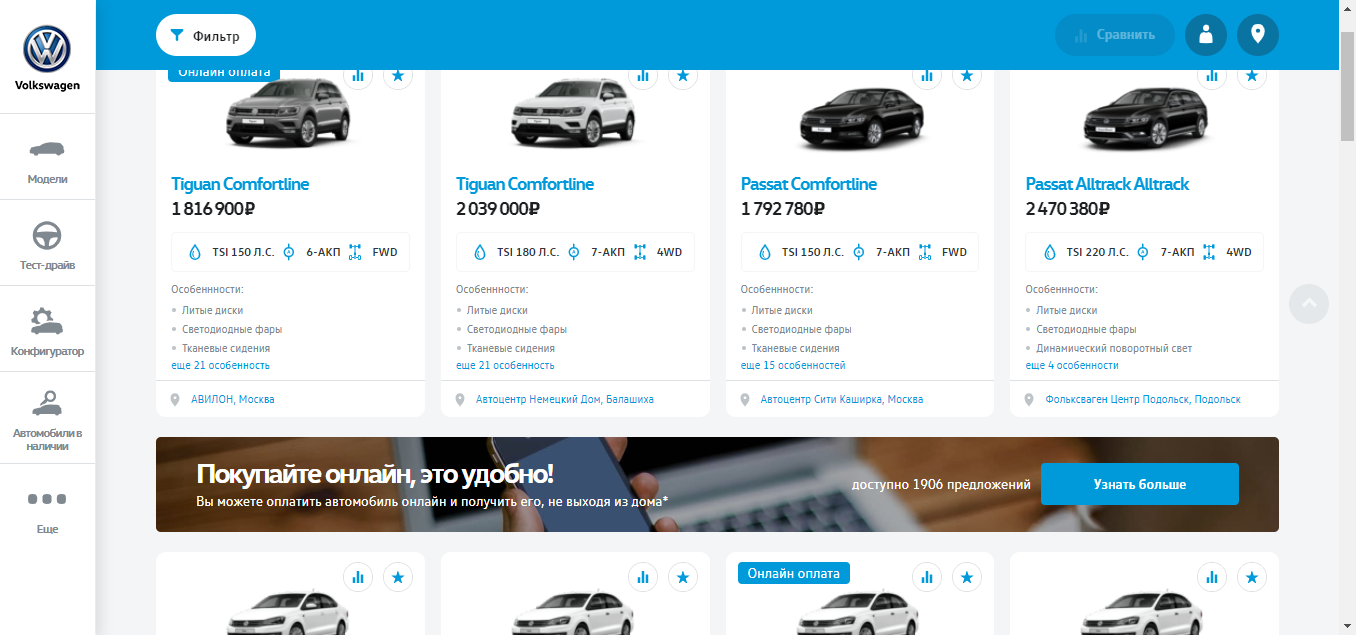 Volkswagen
Модели
Тест-драйв
Конфигуратор
Автомобили в
наличии
Еще
Фильтр
Сравнить
Онлайн оплата
Tiguan Comfortline
1 816 900₽
TSI 150 Л.С. 6-АКП FWD
Особеннности:
Литые диски
Светодиодные фары
Тканевые сидения
еще 21 особенность
АВИЛОН, Москва
Tiguan Comfortline
2 039 000₽
TSI 180 Л.С. 7-АКП 4WD
Особеннности:
Литые диски
Светодиодные фары
Тканевые сидения
еще 21 особенность
Автоцентр Немецкий Дом, Балашиха
Passat Comfortline
1 792 780₽
TSI 150 Л.С. 7-АКП FWD
Особеннности:
Литые диски
Светодиодные фары
Тканевые сидения
еще 15 особенностей
Автоцентр Сити Каширка, Москва
Passat Alltrack Alltrack
2 470 380₽
TSI 220 Л.С. 7-АКП 4WD
Особеннности:
Литые диски
Светодиодные фары
Динамический поворотный свет
еще 4 особенности
Фольксваген Центр Подольск, Подольск
Покупайте онлайн, это удобно!
Вы можете оплатить автомобиль онлайн и получить его, не выходя из дома*
доступно 1906 предложений
Узнать больше
Онлайн оплата